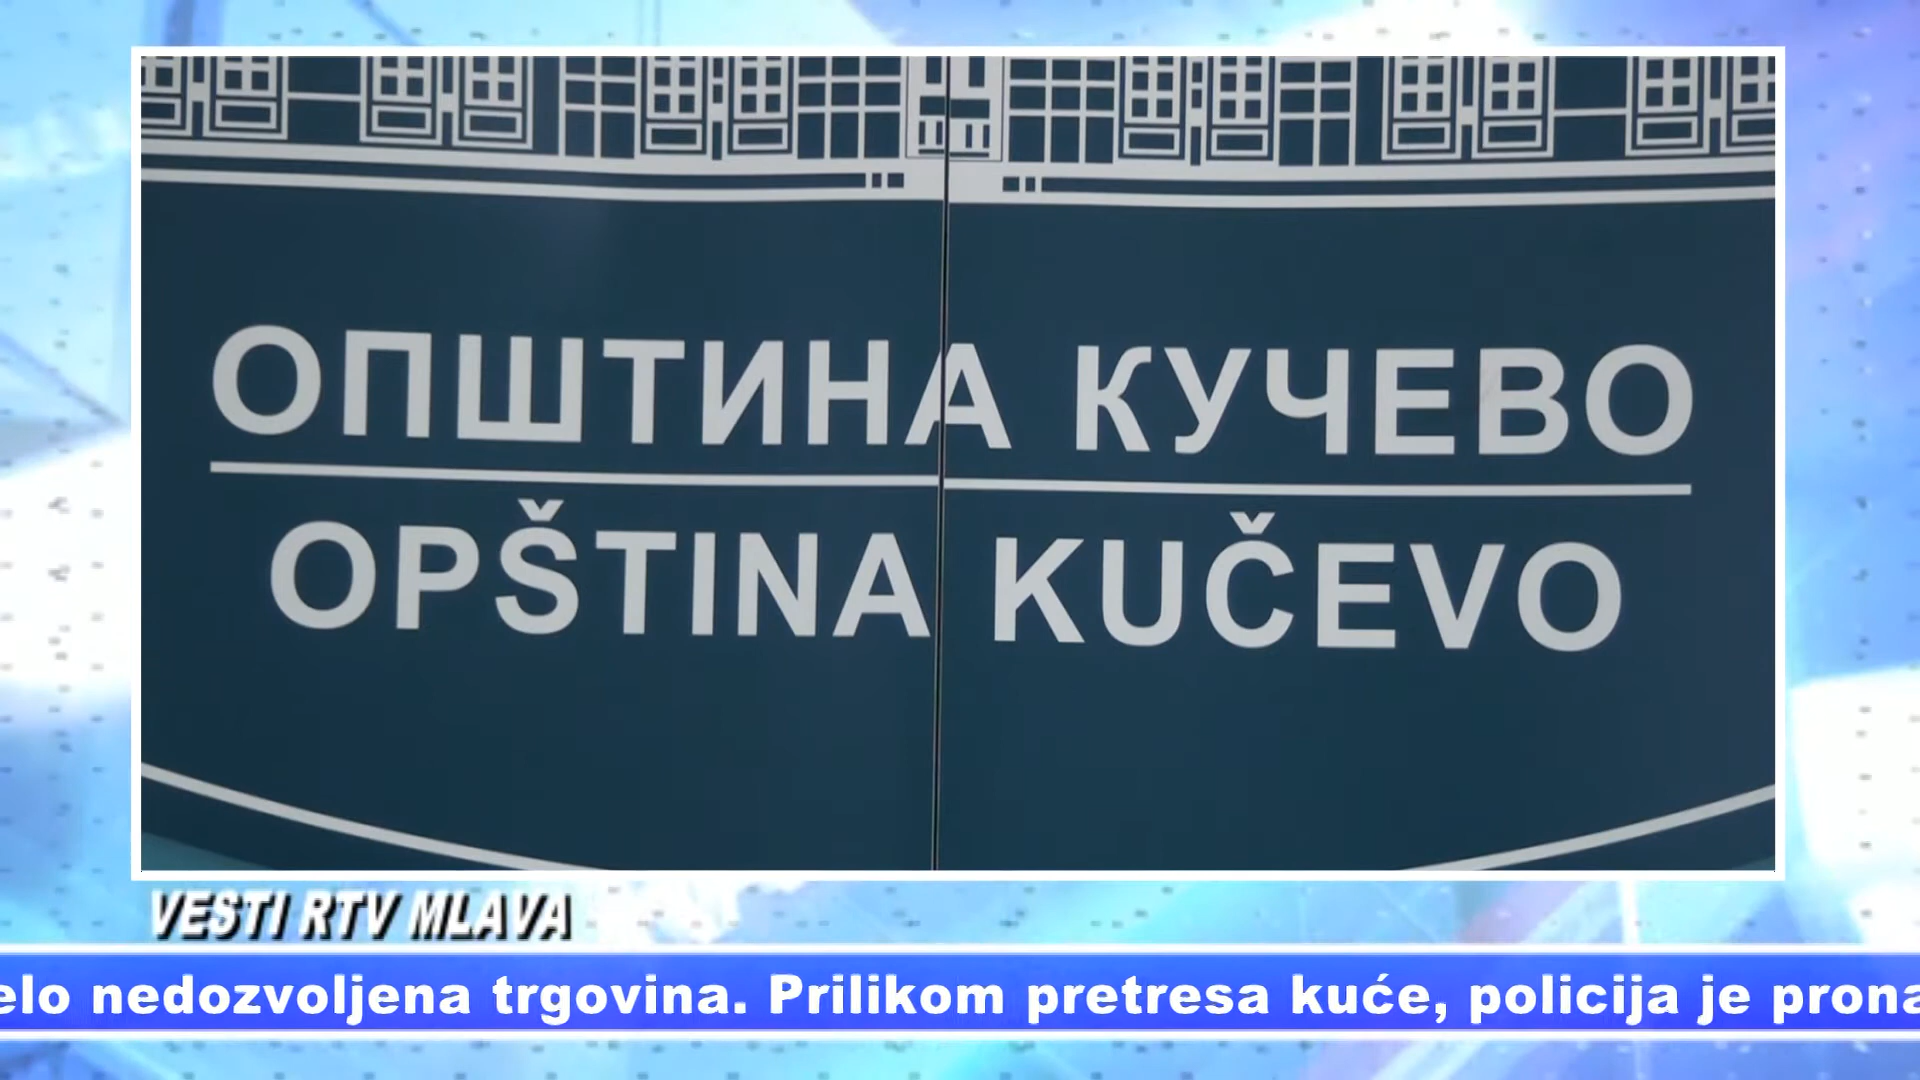 ОПШТИНА КУЧЕВО
OPŠTINA KUČEVO
VESTI RTV MLAVA
elo nedozvoljena trgovina. Prilikom pretresa kuće, policija je prona